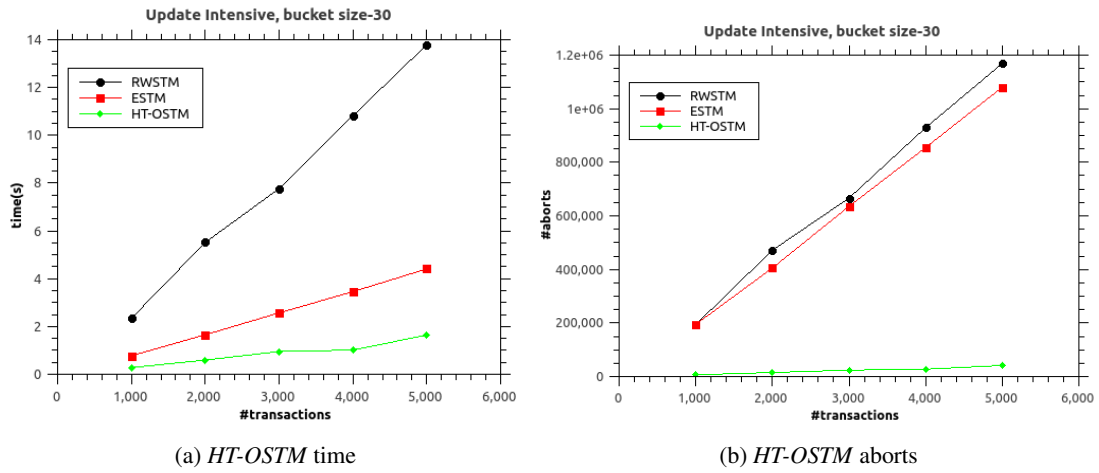 Update Intensive, bucket size-30
14
12
10
8
6
4
2
0
time(s)
RWSTM
ESTM
HT-OSTM
0 1,000 2,000 3,000 4,000 5,000 6,000
#transactions
(a) HT-OSTM time
Update Intensive, bucket size-30
1.2e+06
1e+06
800,000
600,000
400,000
200,000
0
#aborts
RWSTM
ESTM
HT-OSTM
0 1,000 2,000 3,000 4,000 5,000 6,000
#transactions
(b) HT-OSTM aborts